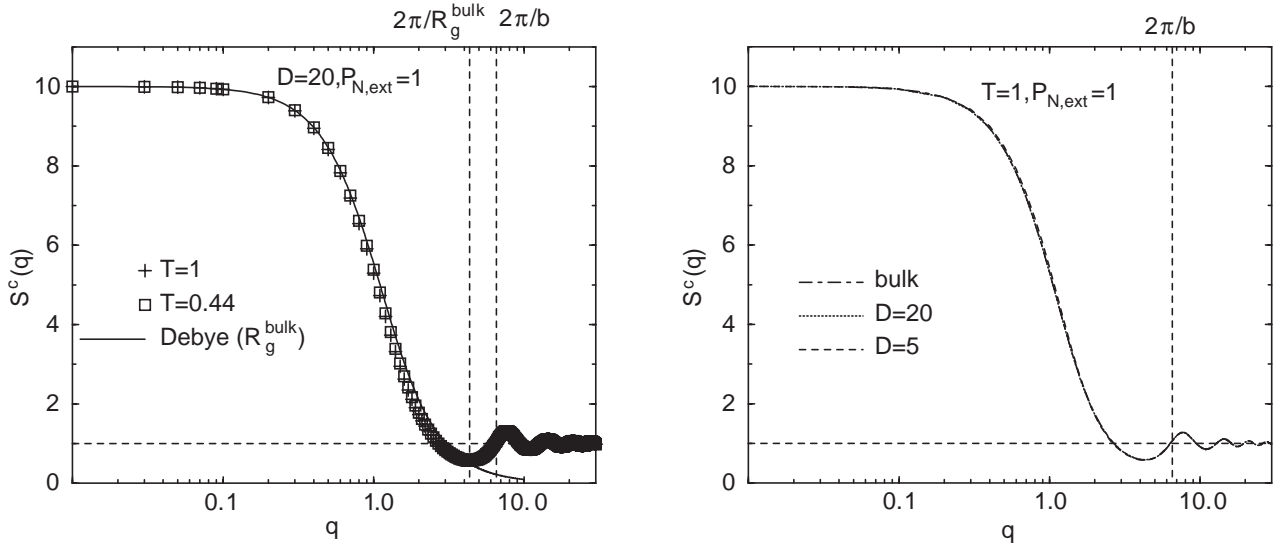 2π/R_g^bulk 2π/b
D=20,P_N,ext=1
10
8
6
4
2
0
S^c(q)
T=1
T=0.44
Debye (R_g^bulk)
0.1 1.0 10.0
q
2π/b
T=1,P_N,ext=1
10
8
6
4
2
0
S^c(q)
bulk
D=20
D=5
0.1 1.0 10.0
q